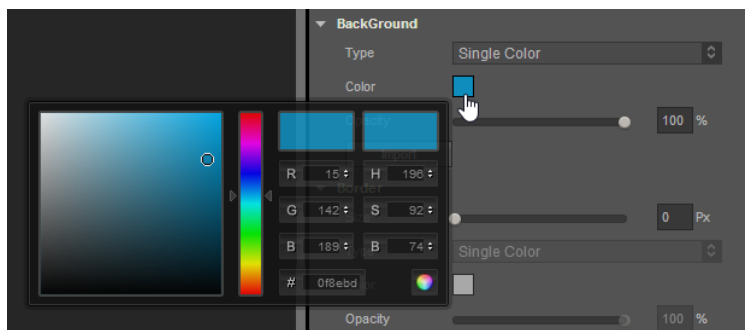 BackGround
Type Single Color
Color
Opacity 100 %
Import
R 15 H 196
Border
G 142 S 92
0 Px
B 189 B 74
Single Color
# 0f8ebd
Opacity 100 %